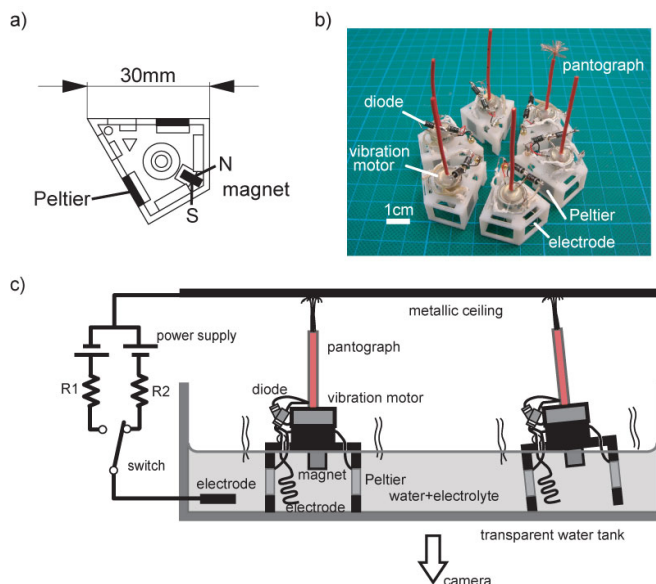 a)
30mm
N
magnet
S
Peltier
b)
pantograph
diode
vibration
motor
1cm
Peltier
electrode
c)
metallic ceiling
power supply
pantograph
R1
R2
diode
vibration motor
switch
electrode
magnet
Peltier
electrode
water+electrolyte
transparent water tank
camera